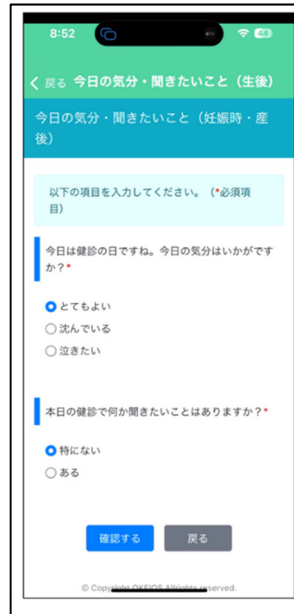 8:52
44
戻る 今日の気分・聞きたいこと（生後）
今日の気分・聞きたいこと（妊娠時・産
後）
以下の項目を入力してください。（*必須項
目）
今日は健診の日ですね。今日の気分はいかがです
か？*
とてもよい
沈んでいる
泣きたい
本日の健診で何か聞きたいことはありますか？*
特にない
ある
確認する 戻る
© Copyright OKEIOS Allrights reserved.